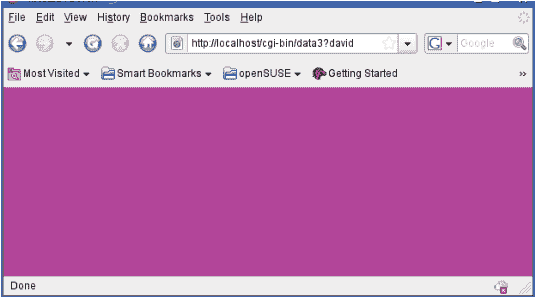 File Edit View History Bookmarks Tools Help
http://localhost/cgi-bin/data3?david Google
Most Visited Smart Bookmarks openSUSE Getting Started »
Done